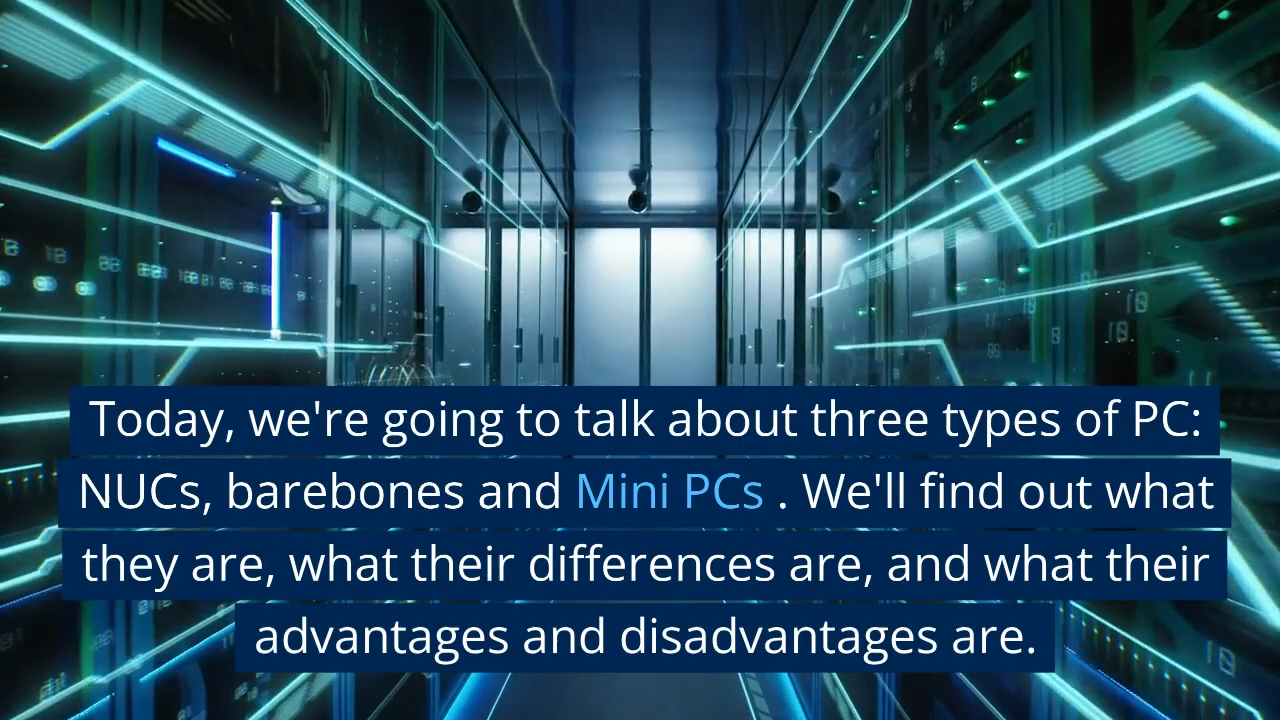 Today, we're going to talk about three types of PC:
NUCs, barebones and Mini PCs . We'll find out what
they are, what their differences are, and what their
advantages and disadvantages are.